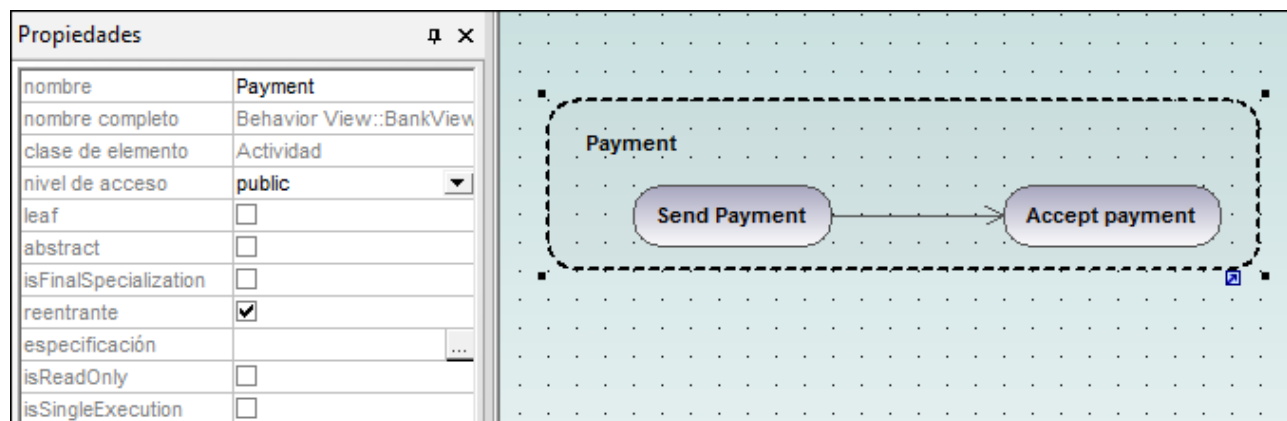 Propiedades
nombre Payment
nombre completo Behavior View::BankView
clase de elemento Actividad
nivel de acceso public
leaf
abstract
isFinalSpecialization
reentrante
especificación ...
isReadOnly
isSingleExecution
Payment
Send Payment Accept payment